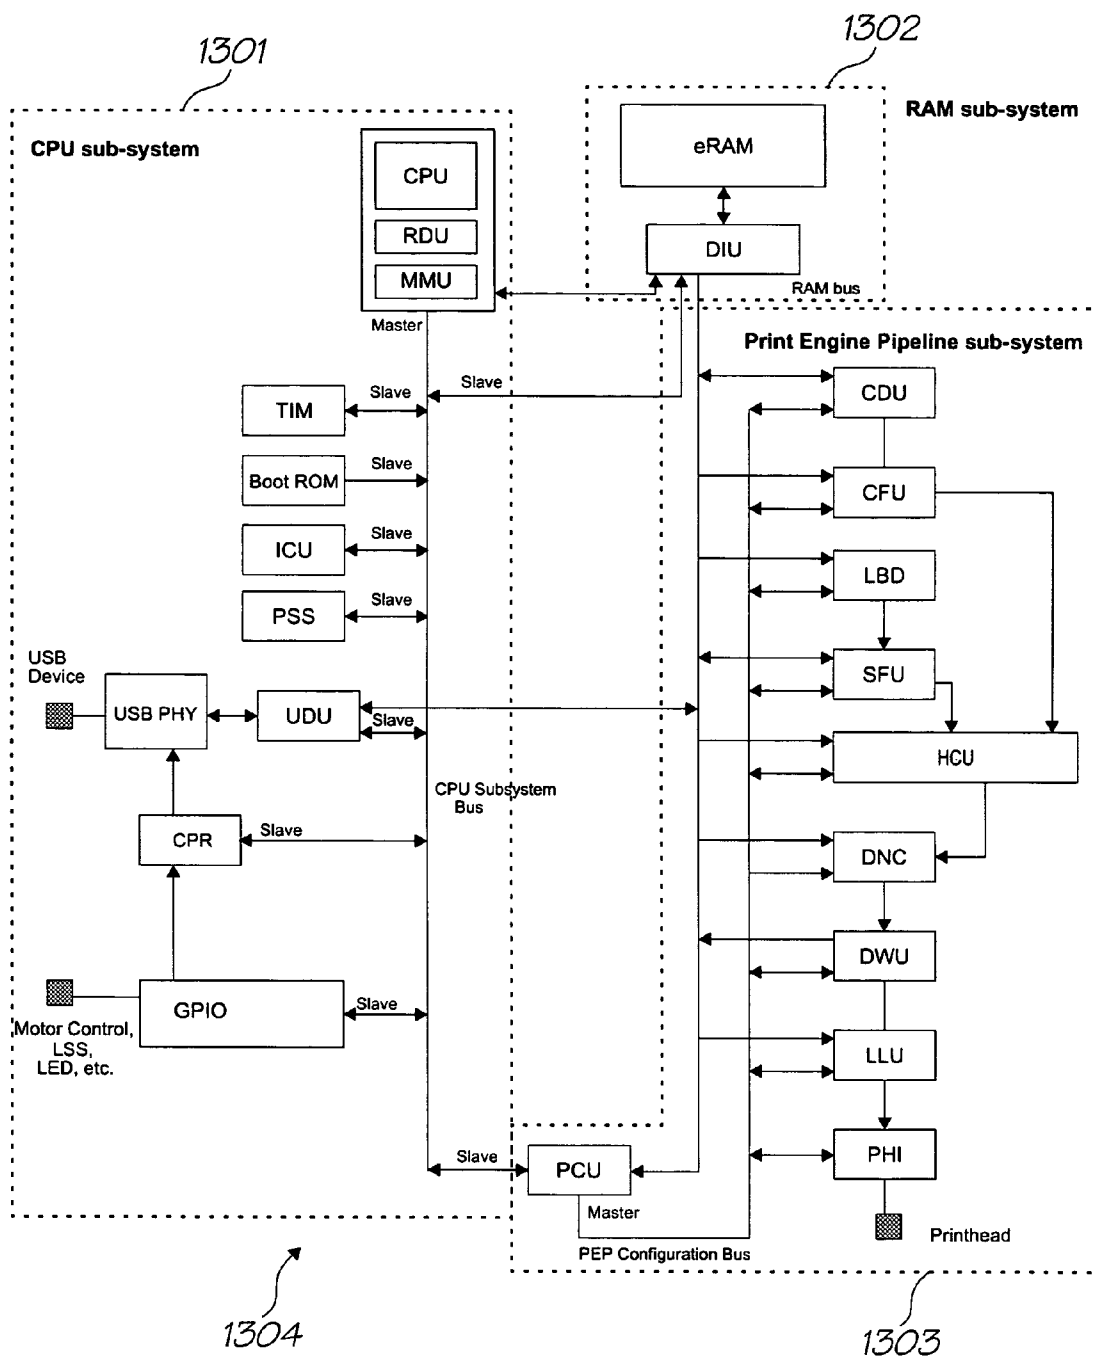 1301
1302
CPU sub-system
RAM sub-system
CPU
RDU
MMU
Master
eRAM
DIU
RAM bus
Print Engine Pipeline sub-system
Slave
TIM
Slave
Boot ROM
Slave
ICU
Slave
PSS
Slave
USB
Device
USB PHY
UDU
Slave
CPU Subsystem
Bus
CPR
Slave
GPIO
Slave
Motor Control,
LSS,
LED, etc.
CDU
CFU
LBD
SFU
HCU
DNC
DWU
LLU
PHI
Printhead
Slave
PCU
Master
PEP Configuration Bus
1304
1303